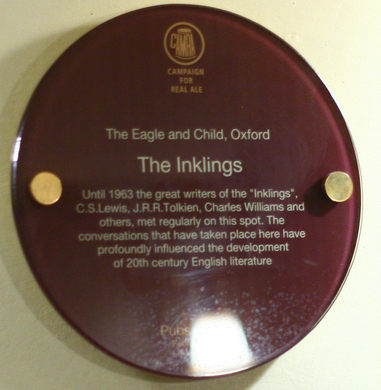 CAMRA
CAMPAIGN
FOR
REAL ALE
The Eagle and Child, Oxford
The Inklings
Until 1963 the great writers of the "Inklings",
C.S.Lewis, J.R.R.Tolkien, Charles Williams and
others, met regularly on this spot. The
conversations that have taken place here have
profoundly influenced the development
of 20th century English literature
Pubs